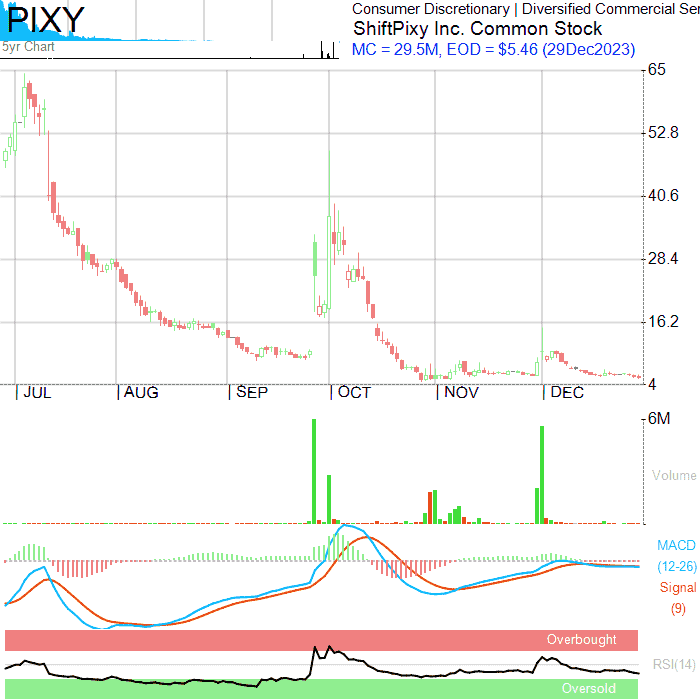 PIXY
5yr Chart
Consumer Discretionary | Diversified Commercial Ser
ShiftPixy Inc. Common Stock
MC = 29.5M, EOD = $5.46 (29Dec2023)
65
52.8
40.6
28.4
16.2
4
JUL AUG SEP OCT NOV DEC
6M
Volume
MACD
(12-26)
Signal
(9)
Overbought
RSI(14)
Oversold